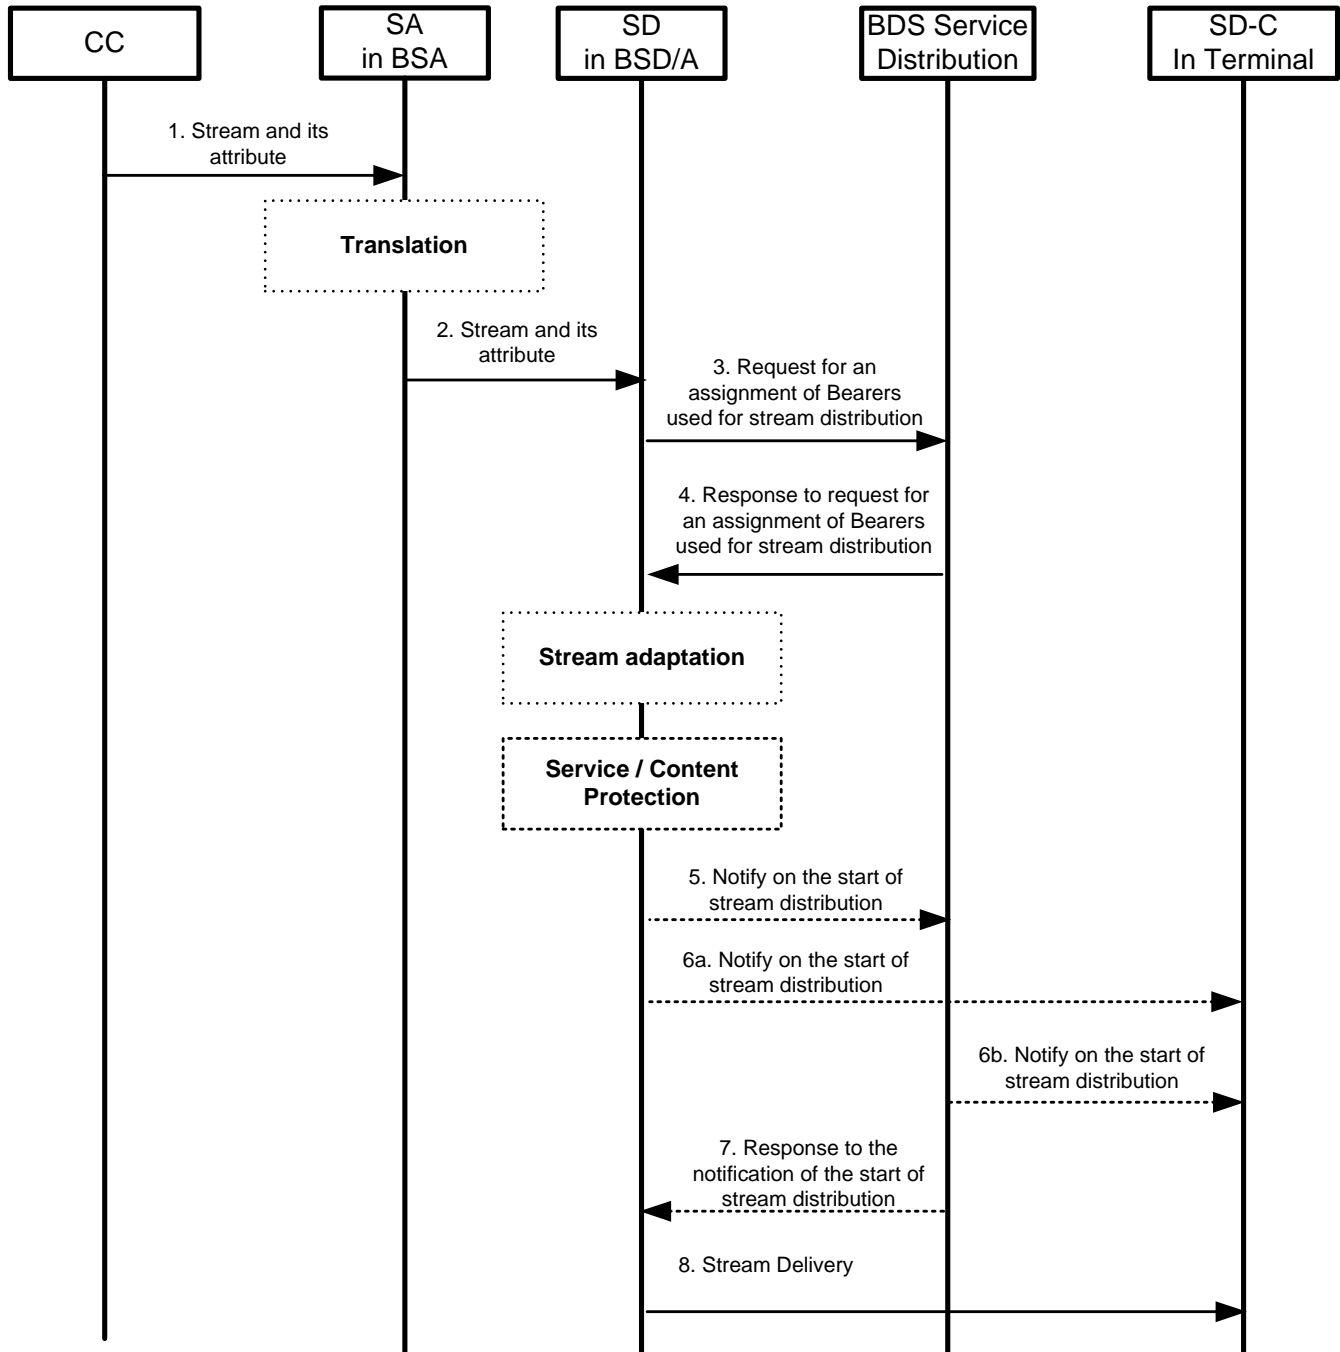 CC
SA
in BSA
SD
in BSD/A
BDS Service
Distribution
SD-C
In Terminal
1. Stream and its
attribute
Translation
2. Stream and its
attribute
3. Request for an
assignment of Bearers
used for stream distribution
4. Response to request for
an assignment of Bearers
used for stream distribution
Stream adaptation
Service / Content
Protection
5. Notify on the start of
stream distribution
6a. Notify on the start of
stream distribution
6b. Notify on the start of
stream distribution
7. Response to the
notification of the start of
stream distribution
8. Stream Delivery